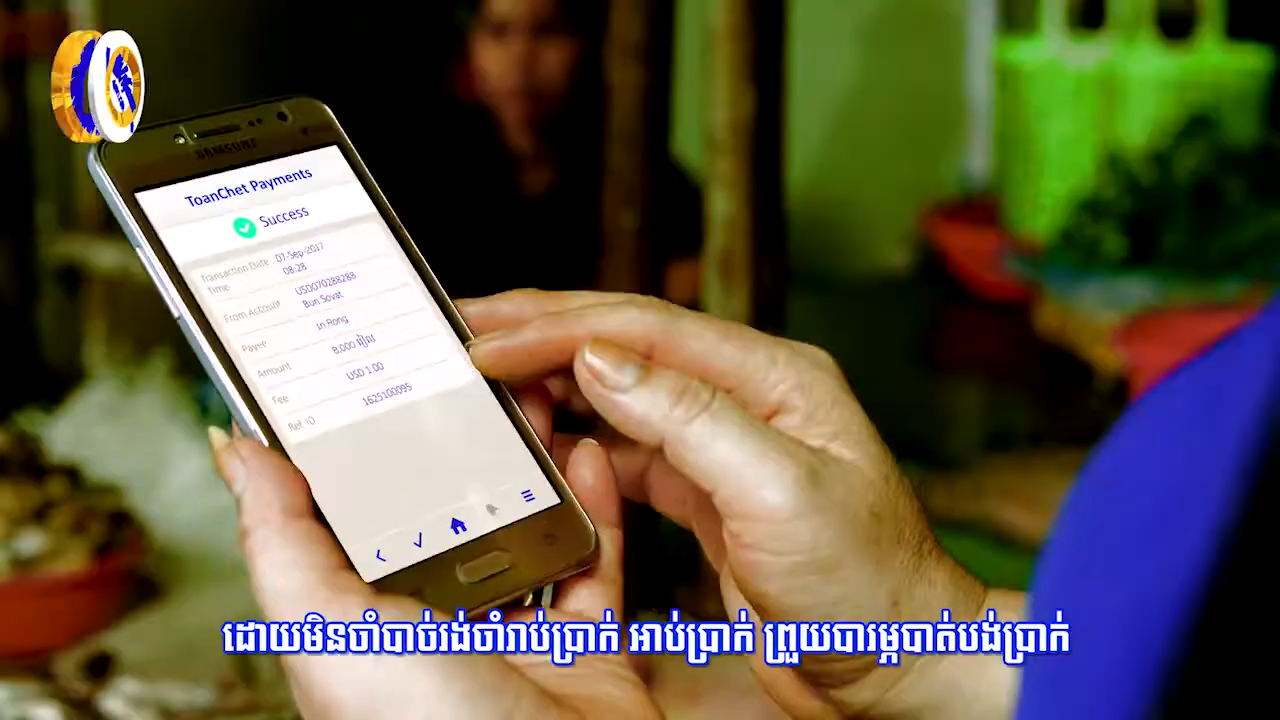 SAMSUNG
ToanChet Payments
Success
Transaction Date 07-Sep-2017
Time 08:28
From Account USD070288288
Bun Sovat
Payee In Rong
Amount 8,000 រៀល
Fee USD 1.00
Ref. ID 1625100095
ដោយមិនចាំបាច់រង់ចាំរាប់ប្រាក់ អាប់ប្រាក់ ព្រួយបារម្ភបាត់បង់ប្រាក់